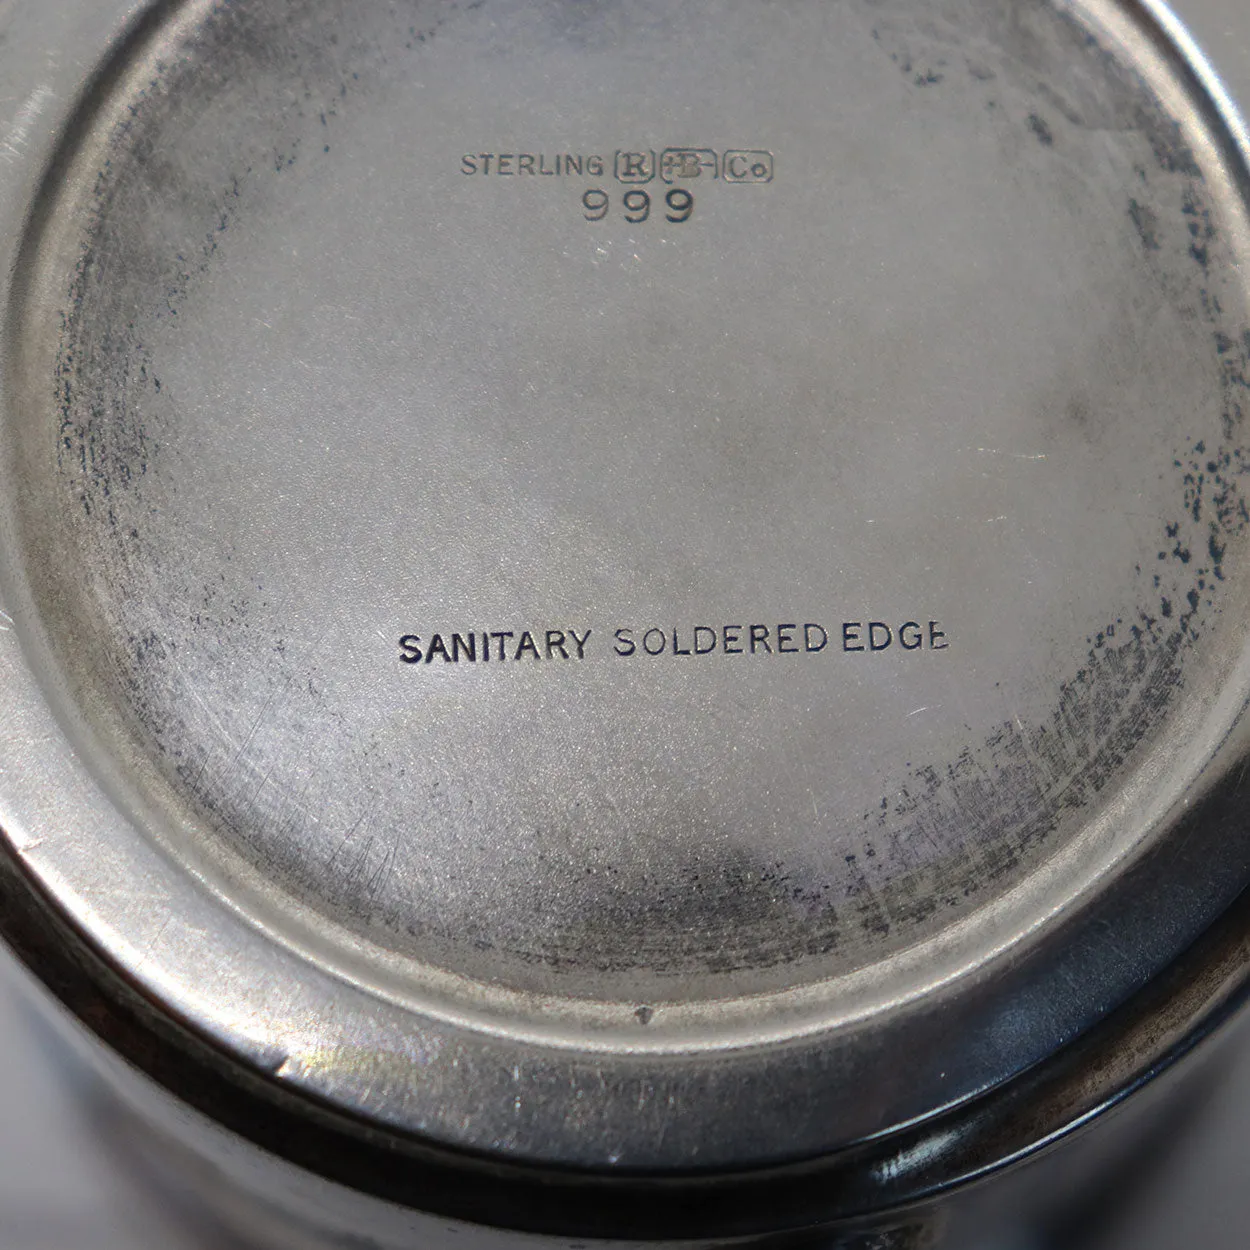 STERLING R B Co
999
SANITARY SOLDERED EDGE